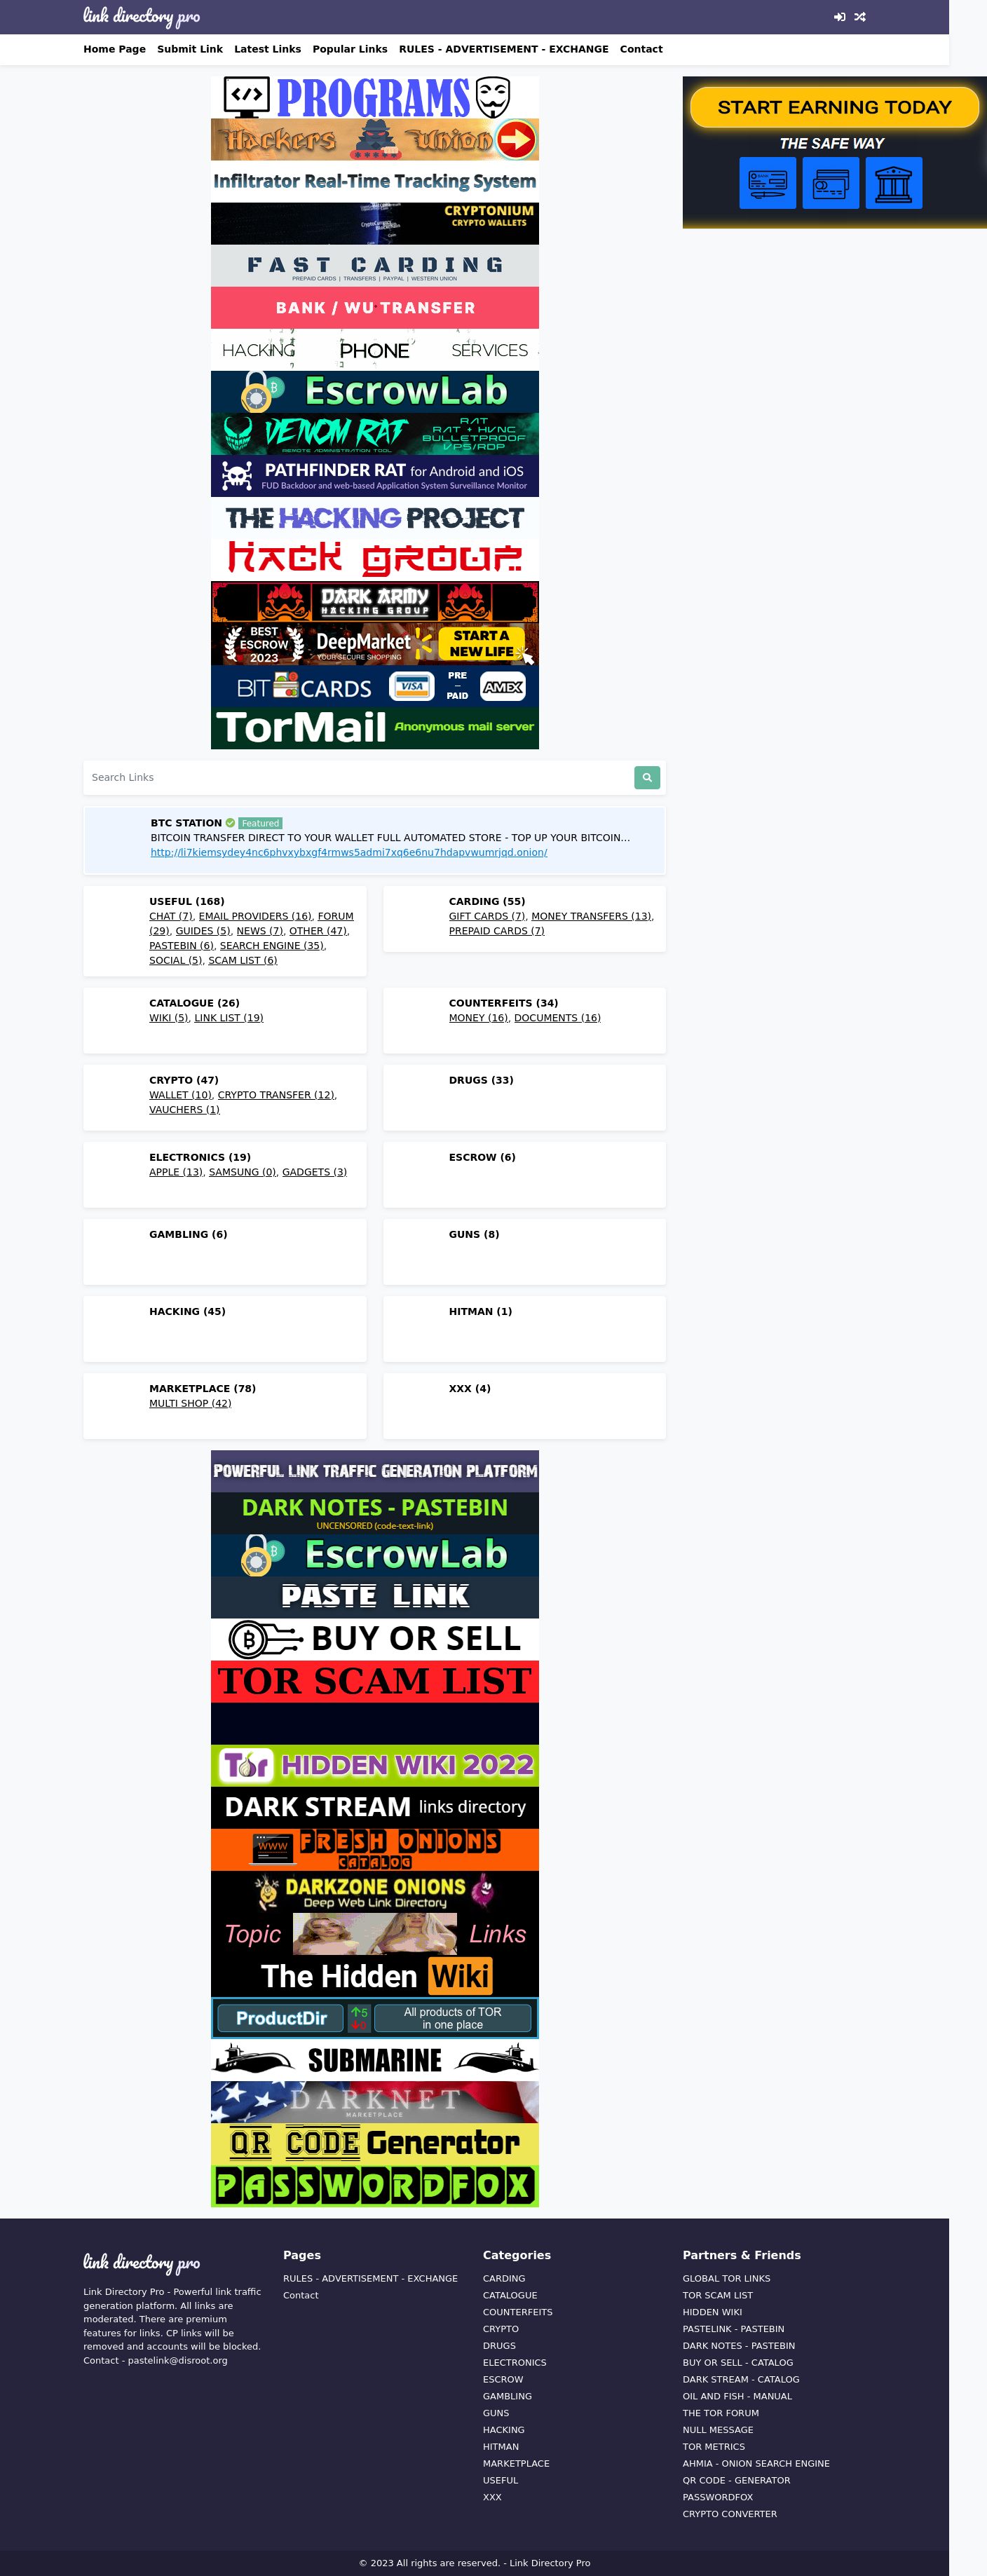 link directory pro
Home Page Submit Link Latest Links Popular Links RULES - ADVERTISEMENT - EXCHANGE Contact
PROGRAMS
Hackers Union
Infiltrator Real-Time Tracking System
CRYPTONIUM
CRYPTO WALLETS
FAST CARDING
PREPAID CARDS | TRANSFERS | PAYPAL | WESTERN UNION
BANK / WU TRANSFER
HACKING PHONE SERVICES
EscrowLab
VENOM RAT
REMOTE ADMINISTRATION TOOL
RAT
RAT + HVNC
BULLETPROOF
VPS/RDP
PATHFINDER RAT for Android and iOS
FUD Backdoor and web-based Application System Surveillance Monitor
THE HACKING PROJECT
HACK GROUP
DARK ARMY
HACKING GROUP
BEST
ESCROW
2023
DeepMarket
YOUR SECURE SHOPPING
START A
NEW LIFE
BIT CARDS
VISA
PRE
—
PAID
AMEX
TorMail Anonymous mail server
START EARNING TODAY
THE SAFE WAY
Search Links
BTC STATION Featured
BITCOIN TRANSFER DIRECT TO YOUR WALLET FULL AUTOMATED STORE - TOP UP YOUR BITCOIN...
http://li7kiemsydey4nc6phvxybxgf4rmws5admi7xq6e6nu7hdapvwumrjqd.onion/
USEFUL (168)
CHAT (7), EMAIL PROVIDERS (16), FORUM
(29), GUIDES (5), NEWS (7), OTHER (47),
PASTEBIN (6), SEARCH ENGINE (35),
SOCIAL (5), SCAM LIST (6)
CARDING (55)
GIFT CARDS (7), MONEY TRANSFERS (13),
PREPAID CARDS (7)
CATALOGUE (26)
WIKI (5), LINK LIST (19)
COUNTERFEITS (34)
MONEY (16), DOCUMENTS (16)
CRYPTO (47)
WALLET (10), CRYPTO TRANSFER (12),
VAUCHERS (1)
DRUGS (33)
ELECTRONICS (19)
APPLE (13), SAMSUNG (0), GADGETS (3)
ESCROW (6)
GAMBLING (6)
GUNS (8)
HACKING (45)
HITMAN (1)
MARKETPLACE (78)
MULTI SHOP (42)
XXX (4)
POWERFUL LINK TRAFFIC GENERATION PLATFORM
DARK NOTES - PASTEBIN
UNCENSORED (code-text-link)
EscrowLab
PASTE LINK
BUY OR SELL
TOR SCAM LIST
Tor HIDDEN WIKI 2022
DARK STREAM links directory
WWW
FRESH ONIONS
CATALOG
DARKZONE ONIONS
Deep Web Link Directory
Topic Links
The Hidden Wiki
ProductDir
5
All products of TOR
in one place
SUBMARINE
DARKNET
MARKETPLACE
QR CODE Generator
PASSWORDFOX
link directory pro
Link Directory Pro - Powerful link traffic
generation platform. All links are
moderated. There are premium
features for links. CP links will be
removed and accounts will be blocked.
Contact - pastelink@disroot.org
Pages
RULES - ADVERTISEMENT - EXCHANGE
Contact
Categories
CARDING
CATALOGUE
COUNTERFEITS
CRYPTO
DRUGS
ELECTRONICS
ESCROW
GAMBLING
GUNS
HACKING
HITMAN
MARKETPLACE
USEFUL
XXX
Partners & Friends
GLOBAL TOR LINKS
TOR SCAM LIST
HIDDEN WIKI
PASTELINK - PASTEBIN
DARK NOTES - PASTEBIN
BUY OR SELL - CATALOG
DARK STREAM - CATALOG
OIL AND FISH - MANUAL
THE TOR FORUM
NULL MESSAGE
TOR METRICS
AHMIA - ONION SEARCH ENGINE
QR CODE - GENERATOR
PASSWORDFOX
CRYPTO CONVERTER
© 2023 All rights are reserved. - Link Directory Pro